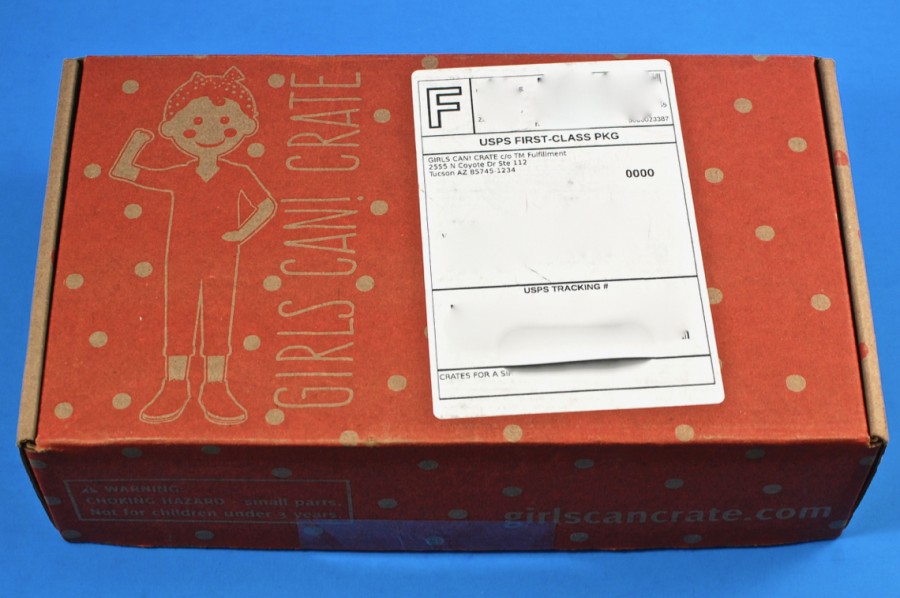 GIRLS CAN! CRATE
F
USPS FIRST-CLASS PKG
GIRLS CAN! CRATE c/o TM Fulfillment
2555 N Coyote Dr Ste 112
Tucson AZ 85745-1234
0000
USPS TRACKING #
CRATES FOR A
WARNING:
CHOKING HAZARD - small parts.
Not for children under 3 years.
girlscancrate.com